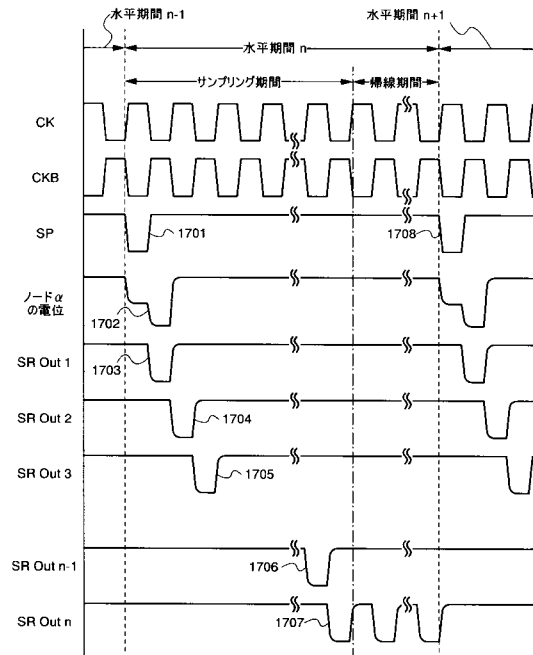 水平期間 n-1
水平期間 n+1
水平期間 n
サンプリング期間
帰線期間
CK
CKB
SP
1701
1708
ノードα
の電位
1702
SR Out 1
1703
SR Out 2
1704
SR Out 3
1705
SR Out n-1
1706
SR Out n
1707